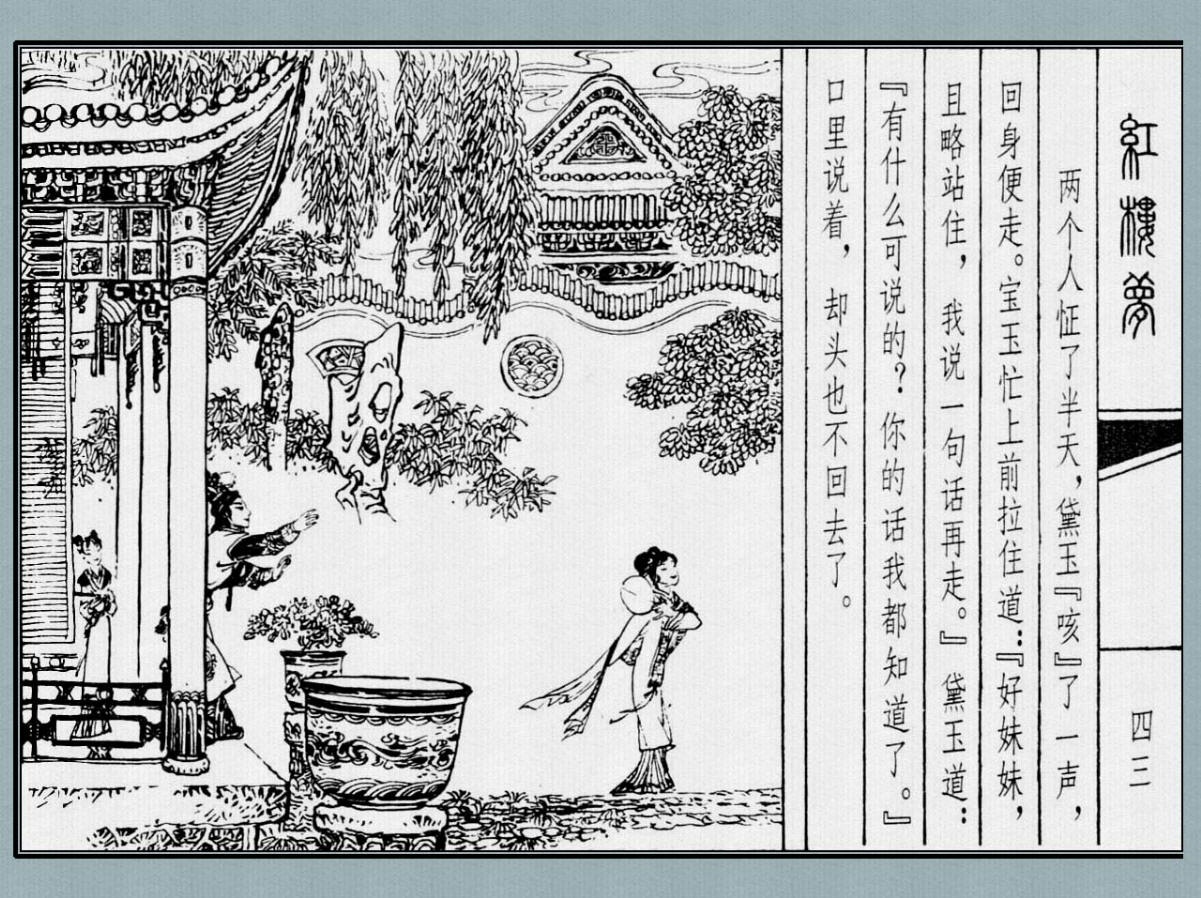 红楼梦
四三
两个人怔了半天，黛玉『咳』了一声，
回身便走。宝玉忙上前拉住道：『好妹妹，
且略站住，我说一句话再走。』黛玉道：
『有什么可说的？你的话我都知道了。』
口里说着，却头也不回去了。